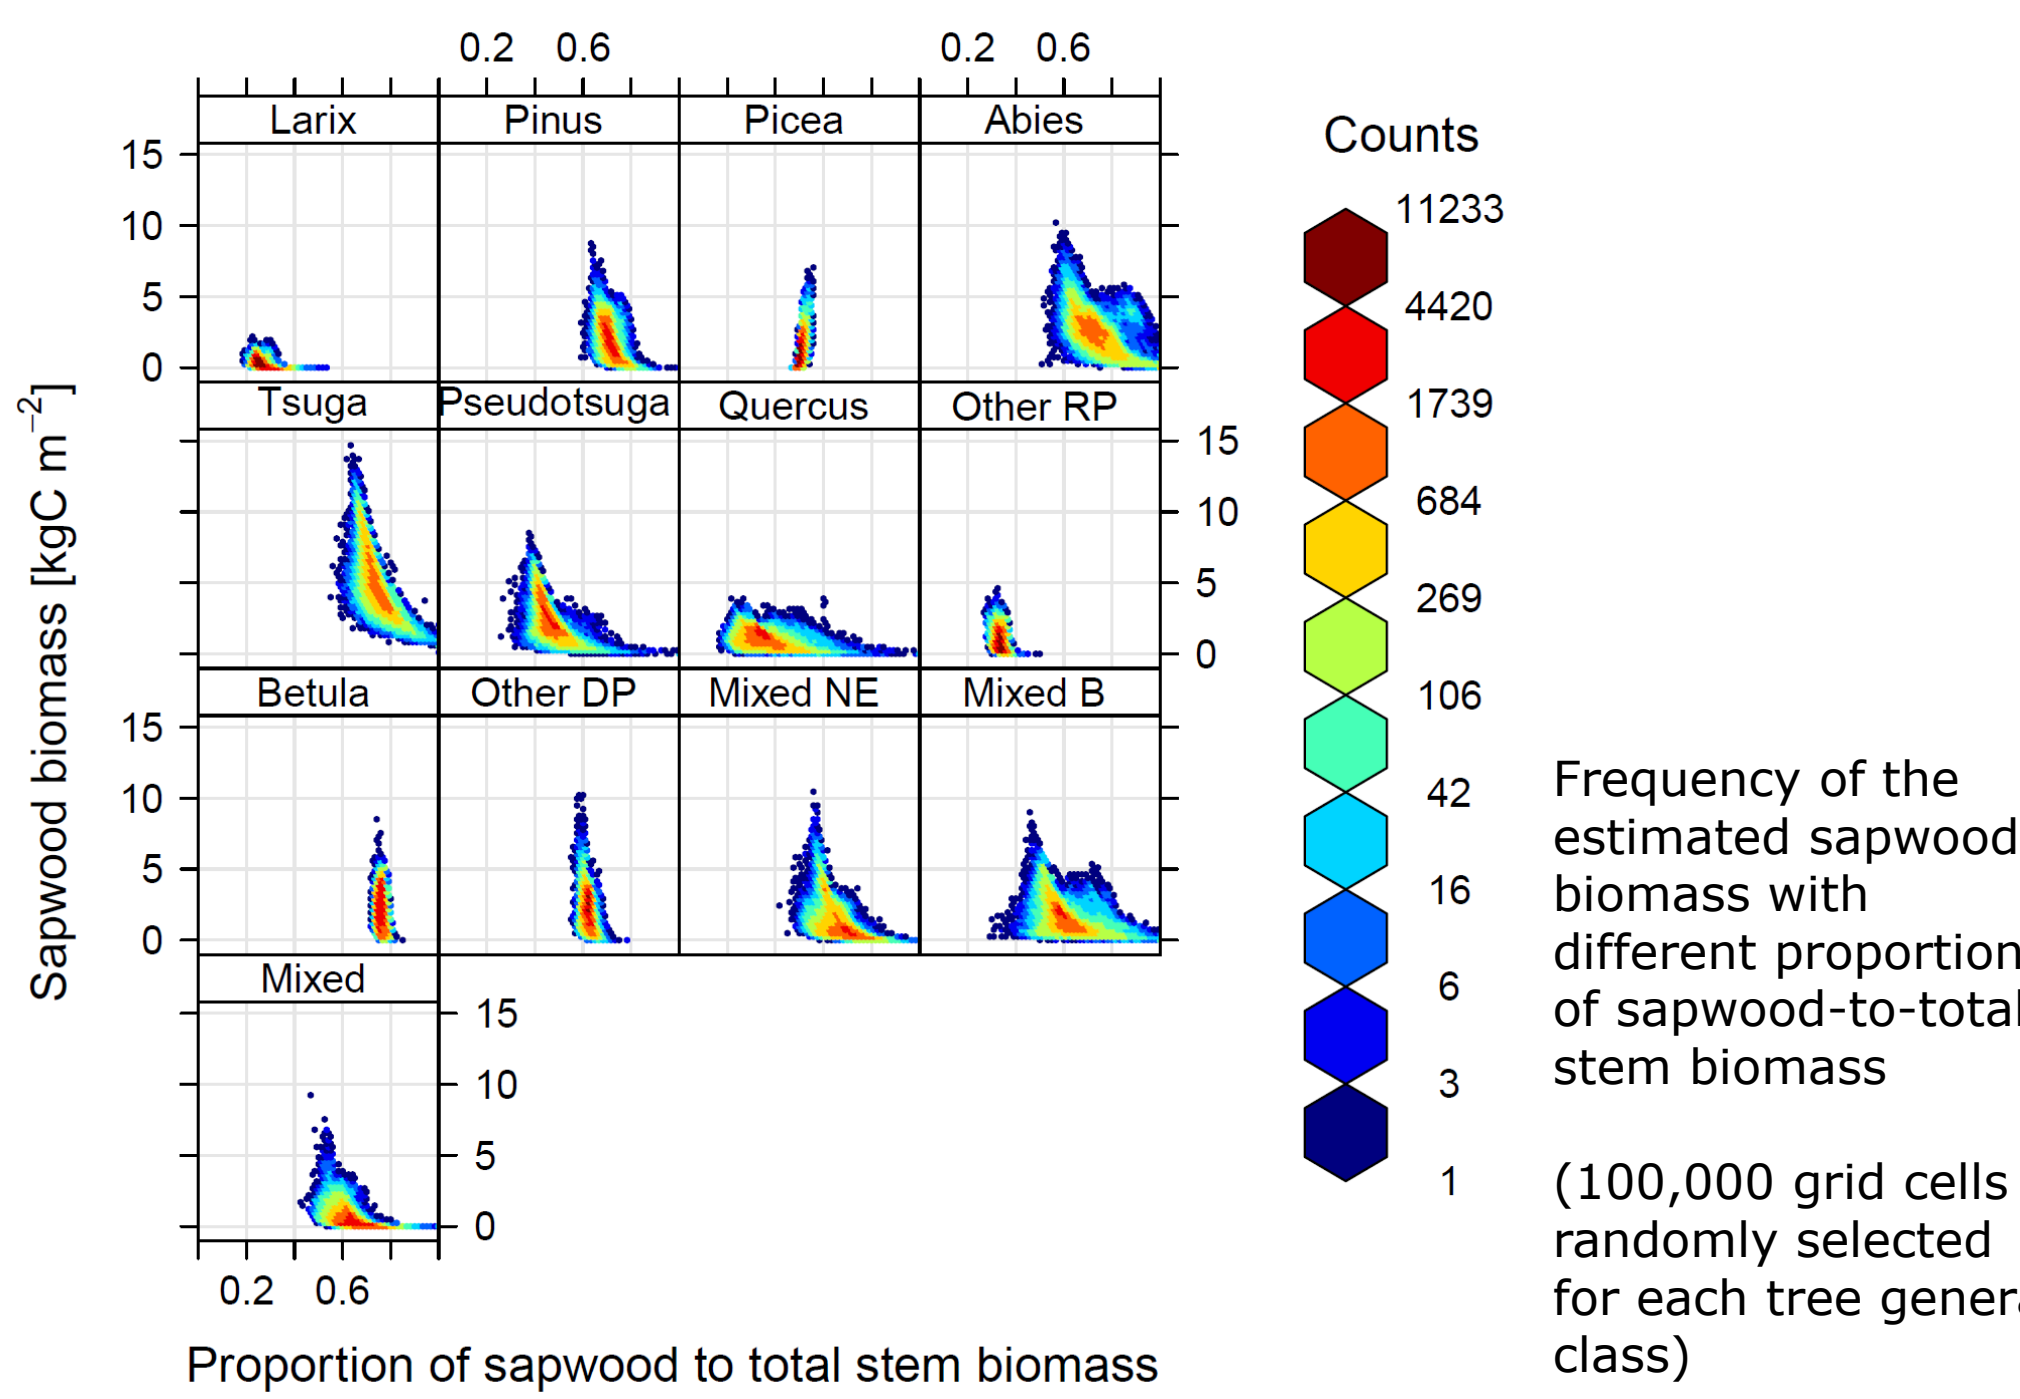 0.2 0.6 0.2 0.6
Larix Pinus Picea Abies
15
10
5
0
Tsuga Pseudotsuga Quercus Other RP
15
10
5
0
Betula Other DP Mixed NE Mixed B
15
10
5
0
Mixed
15
10
5
0
0.2 0.6
Sapwood biomass [kgC m⁻²]
Proportion of sapwood to total stem biomass
Counts
11233
4420
1739
684
269
106
42
16
6
3
1
Frequency of the
estimated sapwood
biomass with
different proportion
of sapwood-to-total
stem biomass
(100,000 grid cells
randomly selected
for each tree genera
class)